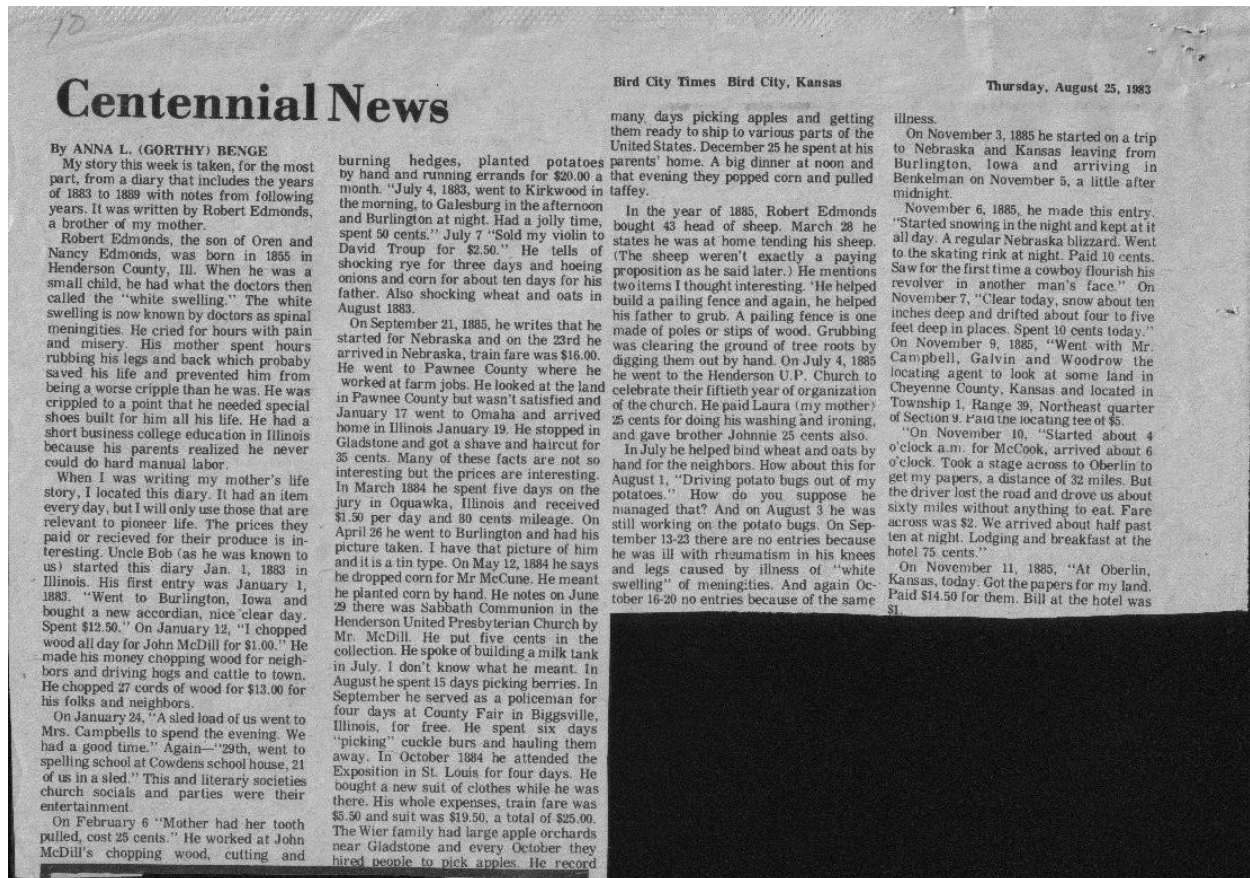 10
Centennial News
Bird City Times Bird City, Kansas
Thursday, August 25, 1983
By ANNA L. (GORTHY) BENGE
My story this week is taken, for the most
part, from a diary that includes the years
of 1883 to 1889 with notes from following
years. It was written by Robert Edmonds,
a brother of my mother.
Robert Edmonds, the son of Oren and
Nancy Edmonds, was born in 1855 in
Henderson County, Ill. When he was a
small child, he had what the doctors then
called the "white swelling." The white
swelling is now known by doctors as spinal
meningities. He cried for hours with pain
and misery. His mother spent hours
rubbing his legs and back which probaby
saved his life and prevented him from
being a worse cripple than he was. He was
crippled to a point that he needed special
shoes built for him all his life. He had a
short business college education in Illinois
because his parents realized he never
could do hard manual labor.
When I was writing my mother's life
story, I located this diary. It had an item
every day, but I will only use those that are
relevant to pioneer life. The prices they
paid or recieved for their produce is in-
teresting. Uncle Bob (as he was known to
us) started this diary Jan. 1, 1883 in
Illinois. His first entry was January 1,
1883. "Went to Burlington, Iowa and
bought a new accordian, nice clear day.
Spent $12.50." On January 12, "I chopped
wood all day for John McDill for $1.00." He
made his money chopping wood for neigh-
bors and driving hogs and cattle to town.
He chopped 27 cords of wood for $13.00 for
his folks and neighbors.
On January 24, "A sled load of us went to
Mrs. Campbells to spend the evening. We
had a good time." Again—"29th, went to
spelling school at Cowdens school house, 21
of us in a sled." This and literary societies
church socials and parties were their
entertainment.
On February 6 "Mother had her tooth
pulled, cost 25 cents." He worked at John
McDill's chopping wood, cutting and
burning hedges, planted potatoes
by hand and running errands for $20.00 a
month. "July 4, 1883, went to Kirkwood in
the morning, to Galesburg in the afternoon
and Burlington at night. Had a jolly time,
spent 50 cents." July 7 "Sold my violin to
David Troup for $2.50." He tells of
shocking rye for three days and hoeing
onions and corn for about ten days for his
father. Also shocking wheat and oats in
August 1883.
On September 21, 1885, he writes that he
started for Nebraska and on the 23rd he
arrived in Nebraska, train fare was $16.00.
He went to Pawnee County where he
worked at farm jobs. He looked at the land
in Pawnee County but wasn't satisfied and
January 17 went to Omaha and arrived
home in Illinois January 19. He stopped in
Gladstone and got a shave and haircut for
35 cents. Many of these facts are not so
interesting but the prices are interesting.
In March 1884 he spent five days on the
jury in Oquawka, Illinois and received
$1.50 per day and 80 cents mileage. On
April 26 he went to Burlington and had his
picture taken. I have that picture of him
and it is a tin type. On May 12, 1884 he says
he dropped corn for Mr McCune. He meant
he planted corn by hand. He notes on June
29 there was Sabbath Communion in the
Henderson United Presbyterian Church by
Mr. McDill. He put five cents in the
collection. He spoke of building a milk tank
in July. I don't know what he meant. In
August he spent 15 days picking berries. In
September he served as a policeman for
four days at County Fair in Biggsville,
Illinois, for free. He spent six days
"picking" cuckle burs and hauling them
away. In October 1884 he attended the
Exposition in St. Louis for four days. He
bought a new suit of clothes while he was
there. His whole expenses, train fare was
$5.50 and suit was $19.50, a total of $25.00.
The Wier family had large apple orchards
near Gladstone and every October they
hired people to pick apples. He record
many days picking apples and getting
them ready to ship to various parts of the
United States. December 25 he spent at his
parents' home. A big dinner at noon and
that evening they popped corn and pulled
taffey.
In the year of 1885, Robert Edmonds
bought 43 head of sheep. March 28 he
states he was at home tending his sheep.
(The sheep weren't exactly a paying
proposition as he said later.) He mentions
two items I thought interesting. 'He helped
build a pailing fence and again, he helped
his father to grub. A pailing fence is one
made of poles or stips of wood. Grubbing
was clearing the ground of tree roots by
digging them out by hand. On July 4, 1885
he went to the Henderson U.P. Church to
celebrate their fiftieth year of organization
of the church. He paid Laura (my mother)
25 cents for doing his washing and ironing,
and gave brother Johnnie 25 cents also.
In July he helped bind wheat and oats by
hand for the neighbors. How about this for
August 1, "Driving potato bugs out of my
potatoes." How do you suppose he
managed that? And on August 3 he was
still working on the potato bugs. On Sep-
tember 13-23 there are no entries because
he was ill with rheumatism in his knees
and legs caused by illness of "white
swelling" of meningities. And again Oc-
tober 16-20 no entries because of the same
illness.
On November 3, 1885 he started on a trip
to Nebraska and Kansas leaving from
Burlington, Iowa and arriving in
Benkelman on November 5, a little after
midnight.
November 6, 1885, he made this entry.
"Started snowing in the night and kept at it
all day. A regular Nebraska blizzard. Went
to the skating rink at night. Paid 10 cents.
Saw for the first time a cowboy flourish his
revolver in another man's face." On
November 7, "Clear today, snow about ten
inches deep and drifted about four to five
feet deep in places. Spent 10 cents today."
On November 9, 1885, "Went with Mr.
Campbell, Galvin and Woodrow the
locating agent to look at some land in
Cheyenne County, Kansas and located in
Township 1, Range 39, Northeast quarter
of Section 9. Paid the locating fee of $5.
"On November 10, "Started about 4
o'clock a.m. for McCook, arrived about 6
o'clock. Took a stage across to Oberlin to
get my papers, a distance of 32 miles. But
the driver lost the road and drove us about
sixty miles without anything to eat. Fare
across was $2. We arrived about half past
ten at night. Lodging and breakfast at the
hotel 75 cents."
On November 11, 1885, "At Oberlin,
Kansas, today. Got the papers for my land.
Paid $14.50 for them. Bill at the hotel was
$1.